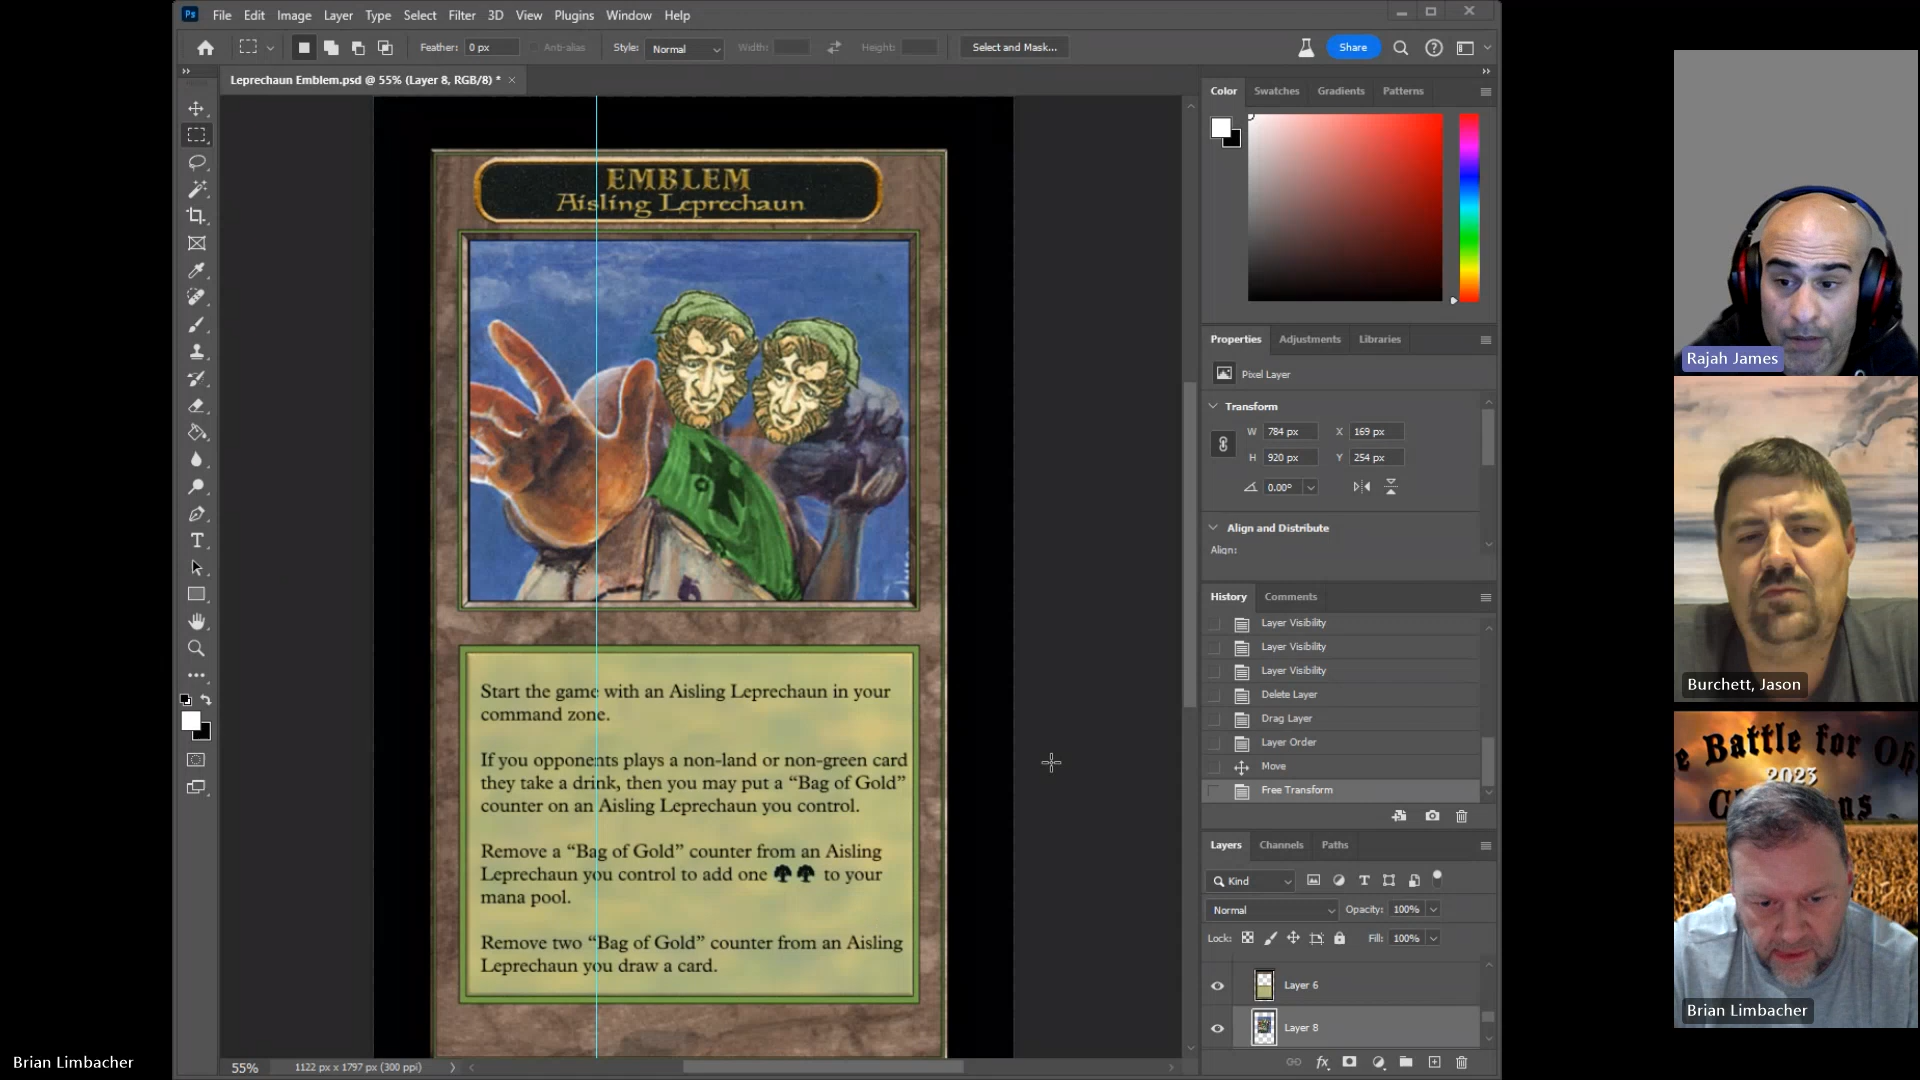 File Edit Image Layer Type Select Filter 3D View Plugins Window Help
Feather: 0 px Anti-alias Style: Normal Width: Height: Select and Mask... Share
Leprechaun Emblem.psd @ 55% (Layer 8, RGB/8) *
EMBLEM
Aisling Leprechaun
Start the game with an Aisling Leprechaun in your
command zone.
If you opponents plays a non-land or non-green card
they take a drink, then you may put a “Bag of Gold”
counter on an Aisling Leprechaun you control.
Remove a “Bag of Gold” counter from an Aisling
Leprechaun you control to add one to your
mana pool.
Remove two “Bag of Gold” counter from an Aisling
Leprechaun you draw a card.
55% 1122 px x 1797 px (300 ppi)
Color Swatches Gradients Patterns
Properties Adjustments Libraries
Pixel Layer
Transform
W 784 px X 169 px
H 920 px Y 254 px
0.00°
Align and Distribute
Align:
History Comments
Layer Visibility
Layer Visibility
Layer Visibility
Delete Layer
Drag Layer
Layer Order
Move
Free Transform
Layers Channels Paths
Kind
Normal Opacity: 100%
Lock: Fill: 100%
Layer 6
Layer 8
Rajah James
Burchett, Jason
Battle for
2023
Brian Limbacher
Brian Limbacher